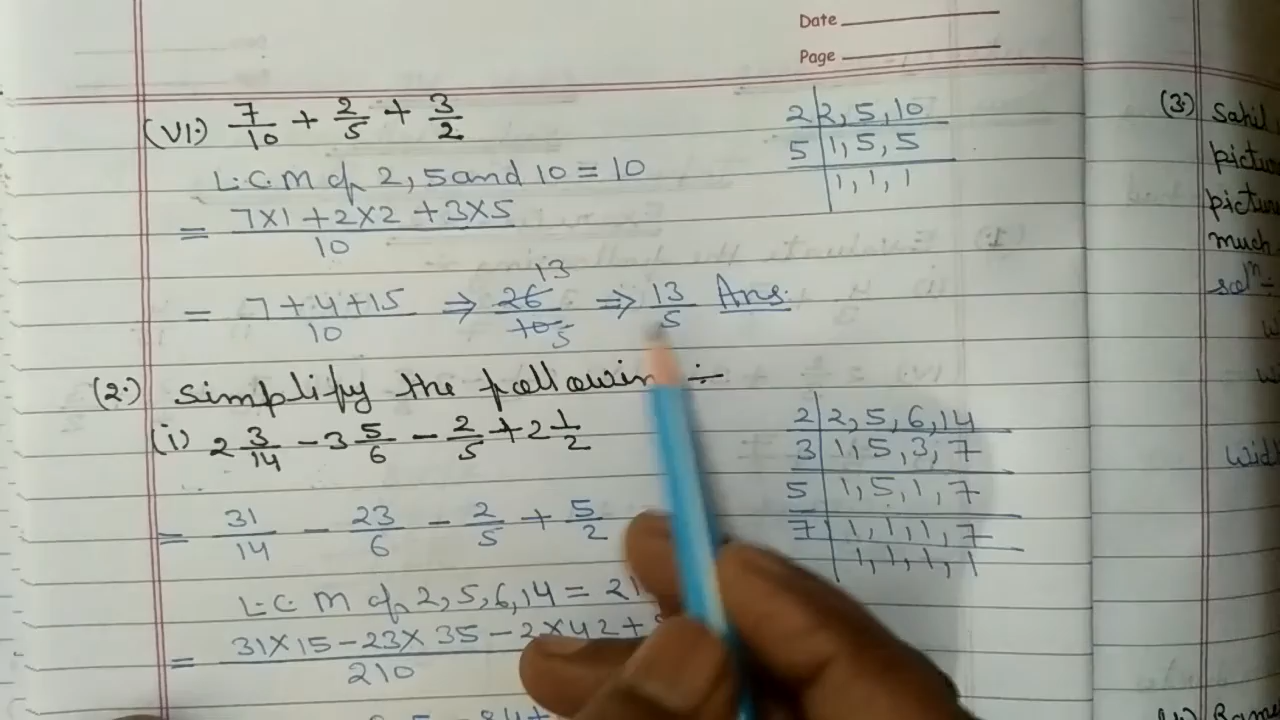 Date
Page
(VI.) 7/10 + 2/5 + 3/2
L.C.M of 2, 5 and 10 = 10
= 7×1 + 2×2 + 3×5 / 10
= 7+4+15 / 10 ⇒ 26 13 / 10 5 ⇒ 13/5 Ans.
2 | 2, 5, 10
5 | 1, 5, 5
| 1, 1, 1
(2.) Simplify the followin ÷
(i) 2 3/14 - 3 5/6 - 2/5 + 2 1/2
= 31/14 - 23/6 - 2/5 + 5/2
L.C.M of 2, 5, 6, 14 = 21
= 31×15 - 23×35 - 2×42 + / 210
2 | 2, 5, 6, 14
3 | 1, 5, 3, 7
5 | 1, 5, 1, 7
7 | 1, 1, 1, 7
| 1, 1, 1, 1
(3.) Sahil
pictu
pictur
much
solⁿ ÷
w
wi
widt